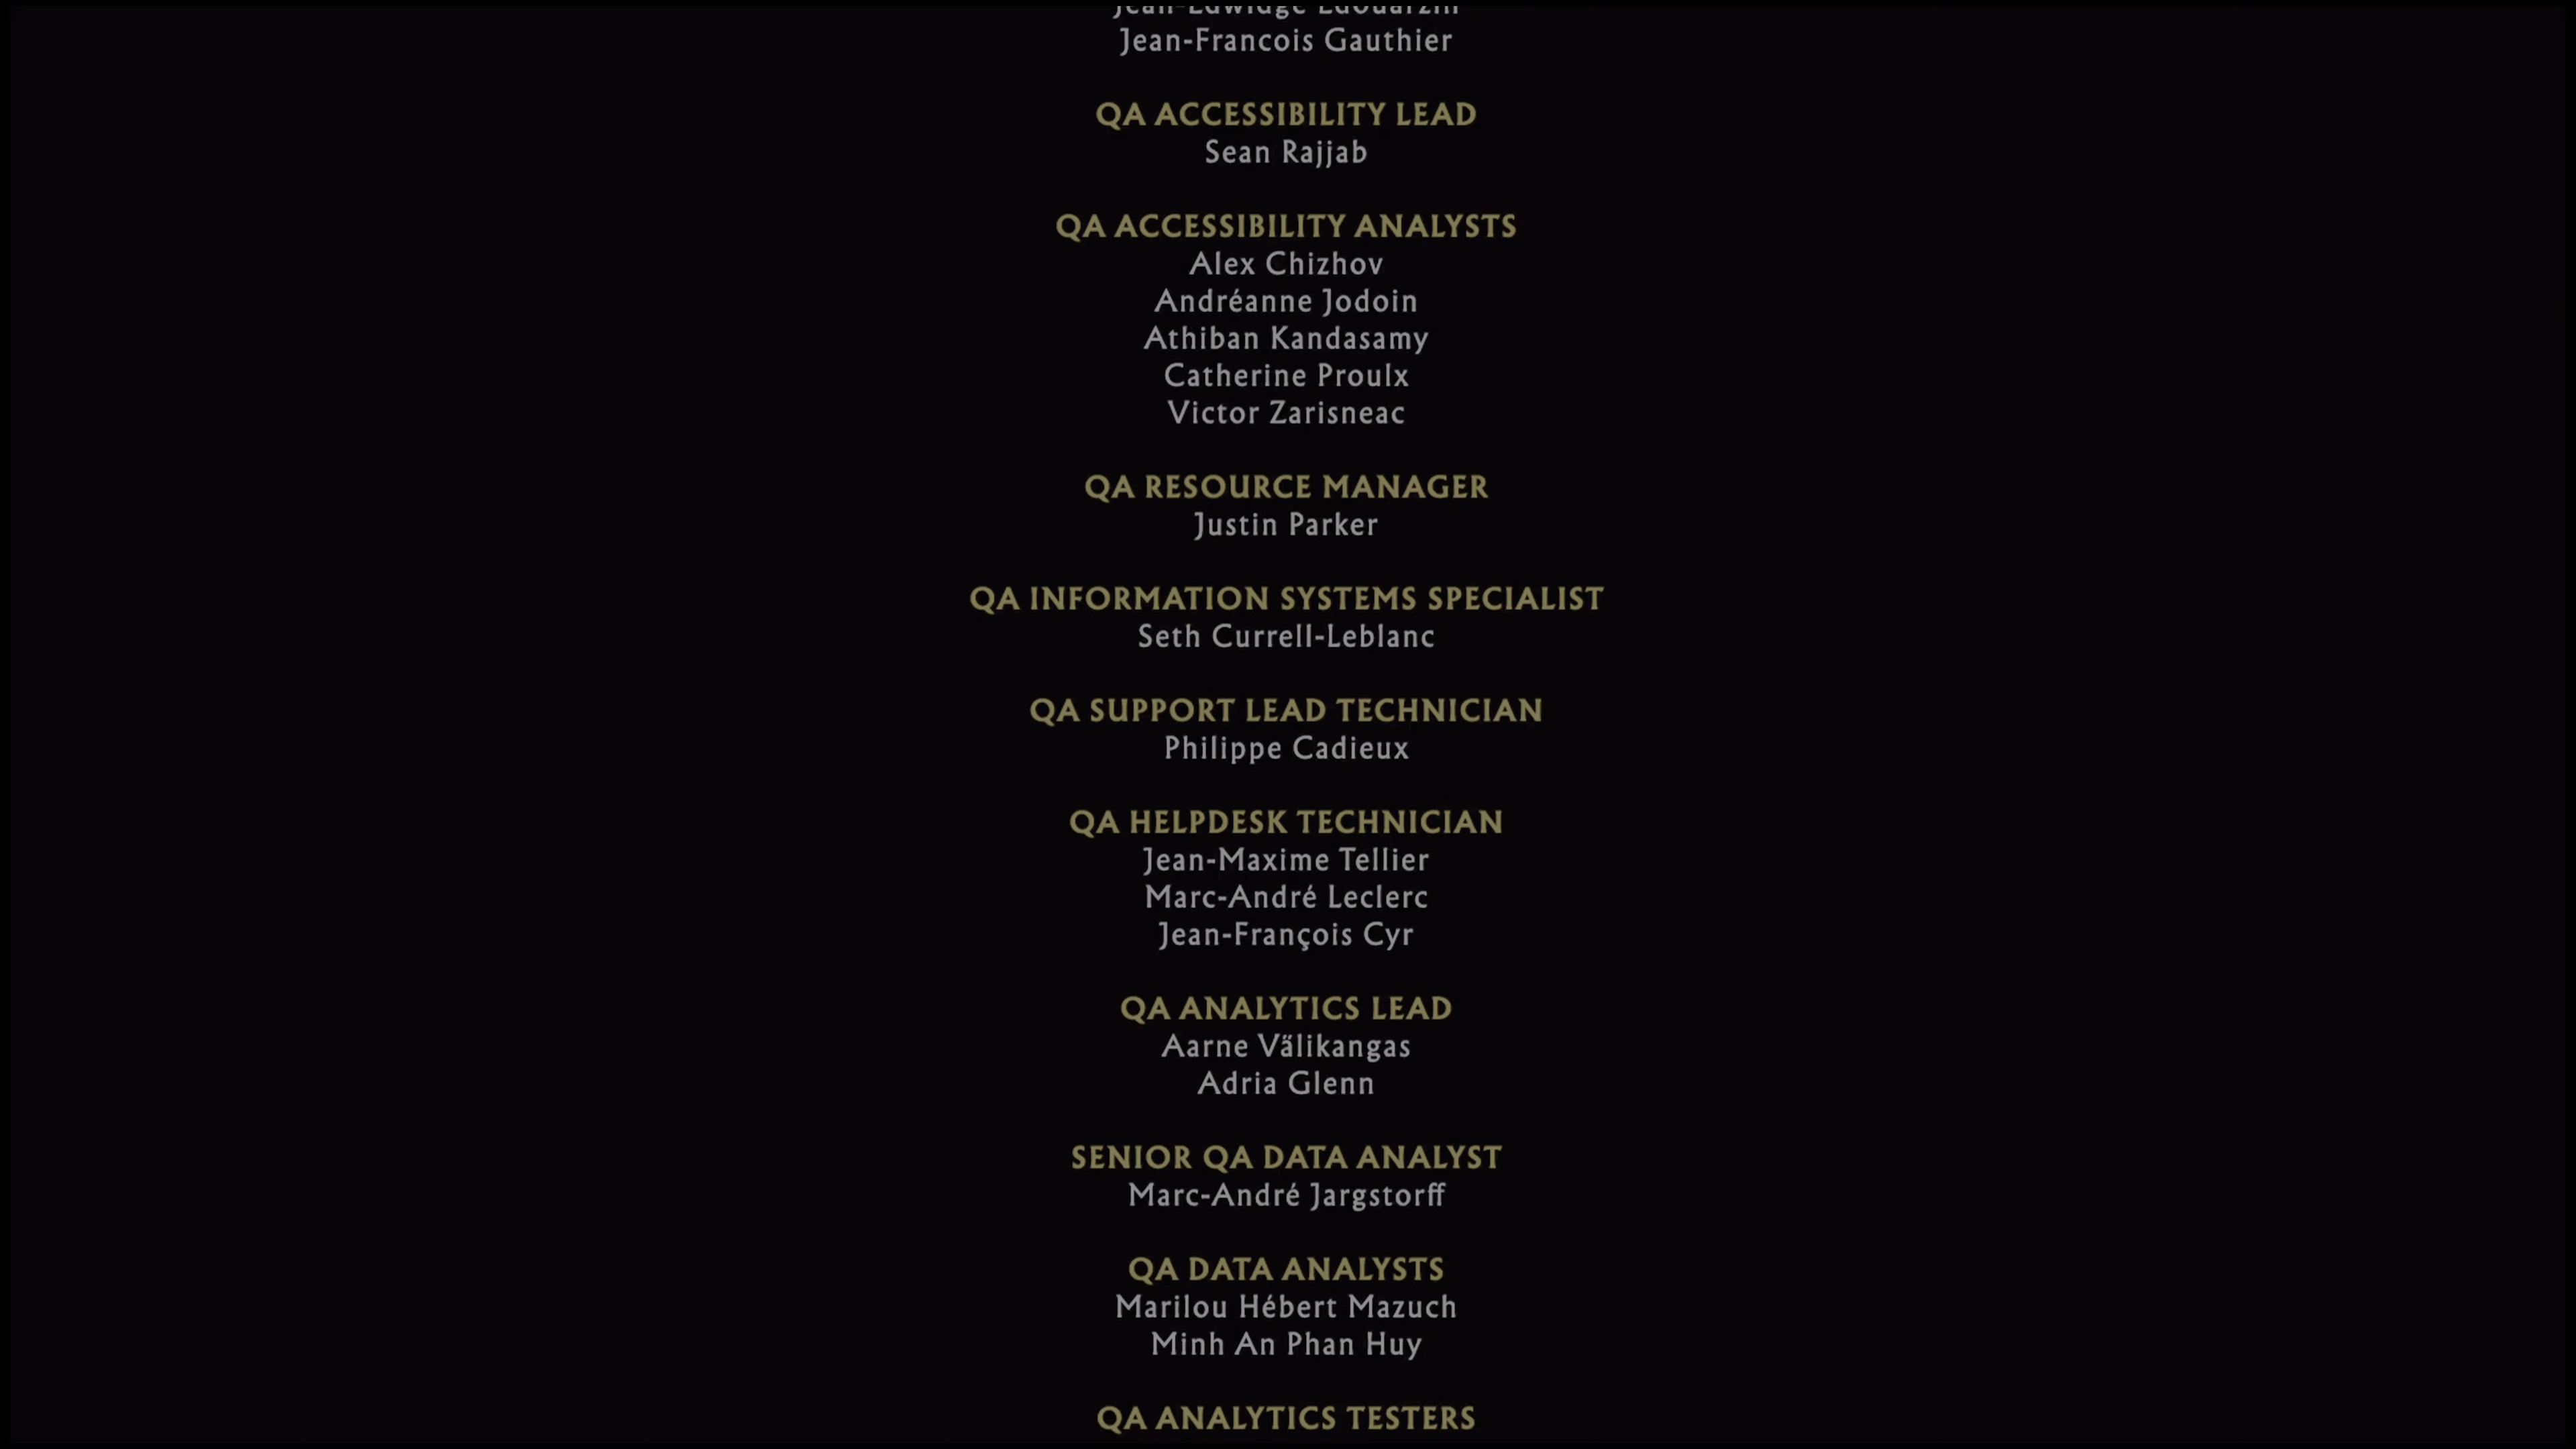 Jean-Francois Gauthier
QA ACCESSIBILITY LEAD
Sean Rajjab
QA ACCESSIBILITY ANALYSTS
Alex Chizhov
Andréanne Jodoin
Athiban Kandasamy
Catherine Proulx
Victor Zarisneac
QA RESOURCE MANAGER
Justin Parker
QA INFORMATION SYSTEMS SPECIALIST
Seth Currell-Leblanc
QA SUPPORT LEAD TECHNICIAN
Philippe Cadieux
QA HELPDESK TECHNICIAN
Jean-Maxime Tellier
Marc-André Leclerc
Jean-François Cyr
QA ANALYTICS LEAD
Aarne Välikangas
Adria Glenn
SENIOR QA DATA ANALYST
Marc-André Jargstorff
QA DATA ANALYSTS
Marilou Hébert Mazuch
Minh An Phan Huy
QA ANALYTICS TESTERS